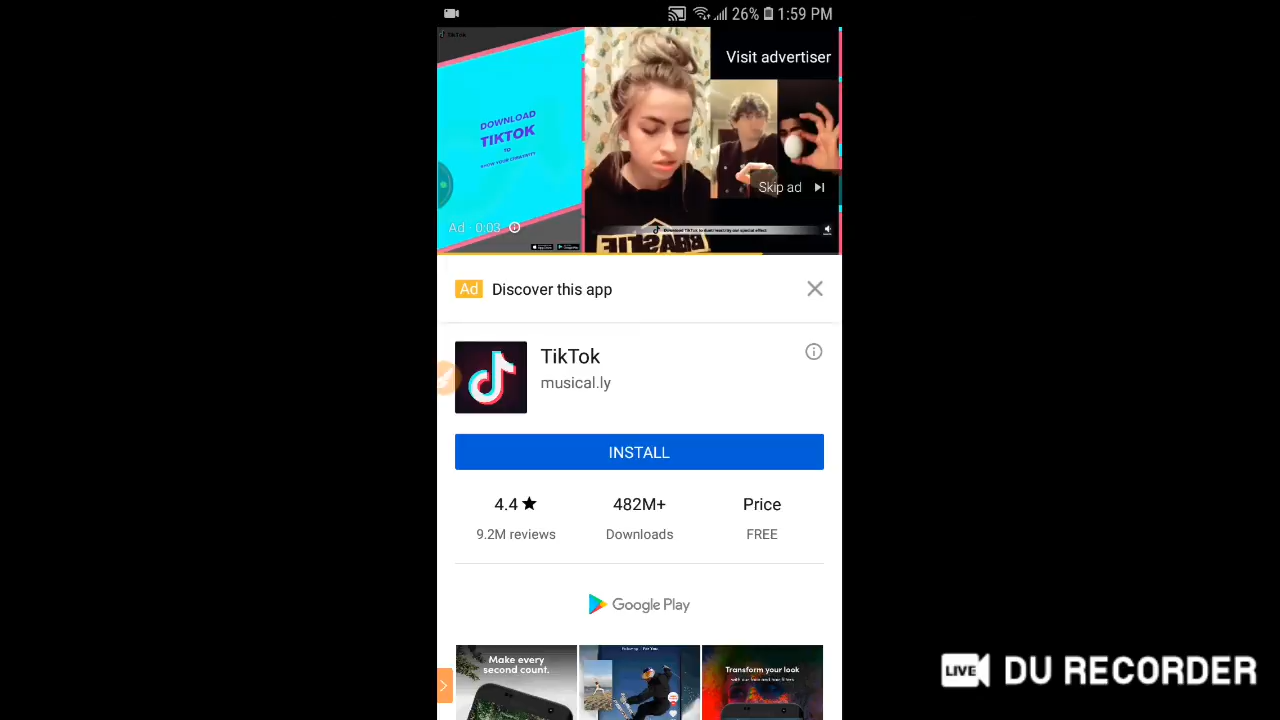 26% 1:59 PM
TikTok
Visit advertiser
DOWNLOAD
TIKTOK
TO
Skip ad
Ad · 0:03
Ad Discover this app
TikTok
musical.ly
INSTALL
4.4★ 482M+ Price
9.2M reviews Downloads FREE
Google Play
Make every
second count.
Transform your look
LIVE DU RECORDER